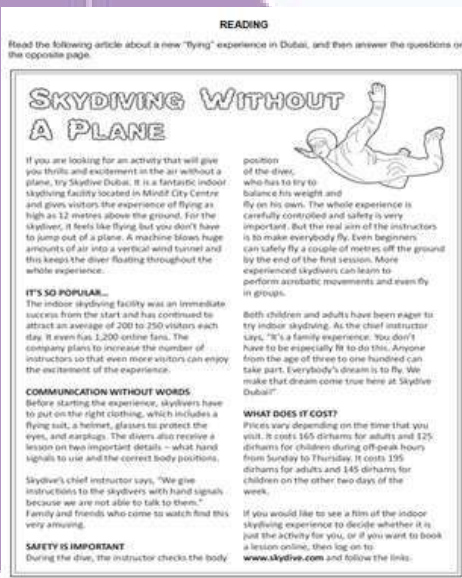 READING
Read the following article about a new "flying" experience in Dubai, and then answer the questions on
the opposite page.
SKYDIVING WITHOUT
A PLANE
If you are looking for an activity that will give
you thrills and excitement in the air without a
plane, try Skydive Dubai. It is a fantastic indoor
skydiving facility located in Mirdif City Centre
and gives visitors the experience of flying as
high as 12 metres above the ground. For the
skydiver, it feels like flying but you don't have
to jump out of a plane. A machine blows huge
amounts of air into a vertical wind tunnel and
this keeps the diver floating throughout the
whole experience.
IT'S SO POPULAR...
The indoor skydiving facility was an immediate
success from the start and has continued to
attract an average of 200 to 250 visitors each
day. It even has 1,200 online fans. The
company plans to increase the number of
instructors so that even more visitors can enjoy
the excitement of the experience.
COMMUNICATION WITHOUT WORDS
Before starting the experience, skydivers have
to put on the right clothing, which includes a
flying suit, a helmet, glasses to protect the
eyes, and earplugs. The divers also receive a
lesson on two important details – what hand
signals to use and the correct body positions.
Skydive's chief instructor says, "We give
instructions to the skydivers with hand signals
because we are not able to talk to them."
Family and friends who come to watch find this
very amusing.
SAFETY IS IMPORTANT
During the dive, the instructor checks the body
position
of the diver,
who has to try to
balance his weight and
fly on his own. The whole experience is
carefully controlled and safety is very
important. But the real aim of the instructors
is to make everybody fly. Even beginners
can safely fly a couple of metres off the ground
by the end of the first session. More
experienced skydivers can learn to
perform acrobatic movements and even fly
in groups.
Both children and adults have been eager to
try indoor skydiving. As the chief instructor
says, "It's a family experience. You don't
have to be especially fit to do this. Anyone
from the age of three to one hundred can
take part. Everybody's dream is to fly. We
make that dream come true here at Skydive
Dubai!"
WHAT DOES IT COST?
Prices vary depending on the time that you
visit. It costs 165 dirhams for adults and 125
dirhams for children during off-peak hours
from Sunday to Thursday. It costs 195
dirhams for adults and 145 dirhams for
children on the other two days of the
week.
If you would like to see a film of the indoor
skydiving experience to decide whether it is
just the activity for you, or if you want to book
a lesson online, then log on to
www.skydive.com and follow the links.